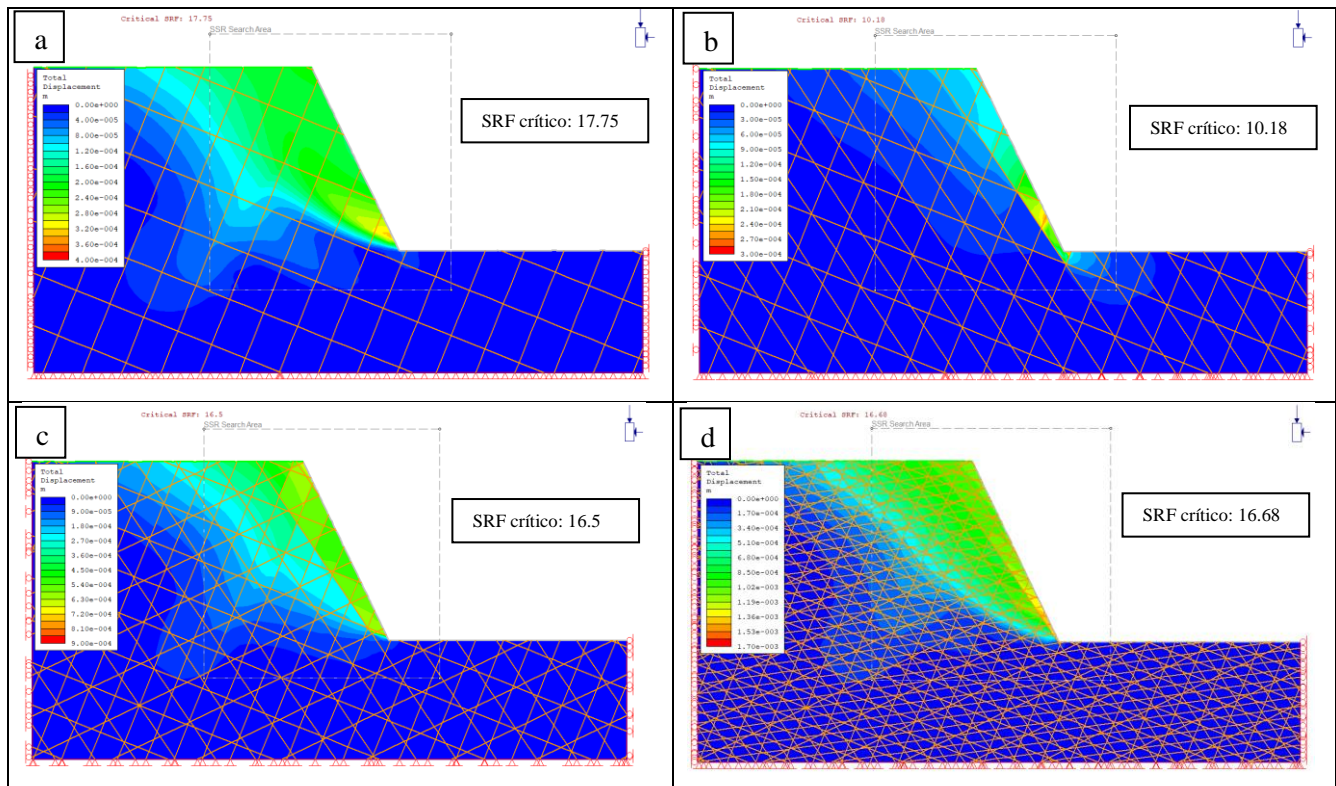 a
Critical SRF: 17.75
SSR Search Area
Total
Displacement
m
0.00e+000
4.00e-005
8.00e-005
1.20e-004
1.60e-004
2.00e-004
2.40e-004
2.80e-004
3.20e-004
3.60e-004
4.00e-004
SRF crítico: 17.75
b
Critical SRF: 10.18
SSR Search Area
Total
Displacement
m
0.00e+000
3.00e-005
6.00e-005
9.00e-005
1.20e-004
1.50e-004
1.80e-004
2.10e-004
2.40e-004
2.70e-004
3.00e-004
SRF crítico: 10.18
c
Critical SRF: 16.5
SSR Search Area
Total
Displacement
m
0.00e+000
9.00e-005
1.80e-004
2.70e-004
3.60e-004
4.50e-004
5.40e-004
6.30e-004
7.20e-004
8.10e-004
9.00e-004
SRF crítico: 16.5
d
Critical SRF: 16.68
SSR Search Area
Total
Displacement
m
0.00e+000
1.70e-004
3.40e-004
5.10e-004
6.80e-004
8.50e-004
1.02e-003
1.19e-003
1.36e-003
1.53e-003
1.70e-003
SRF crítico: 16.68